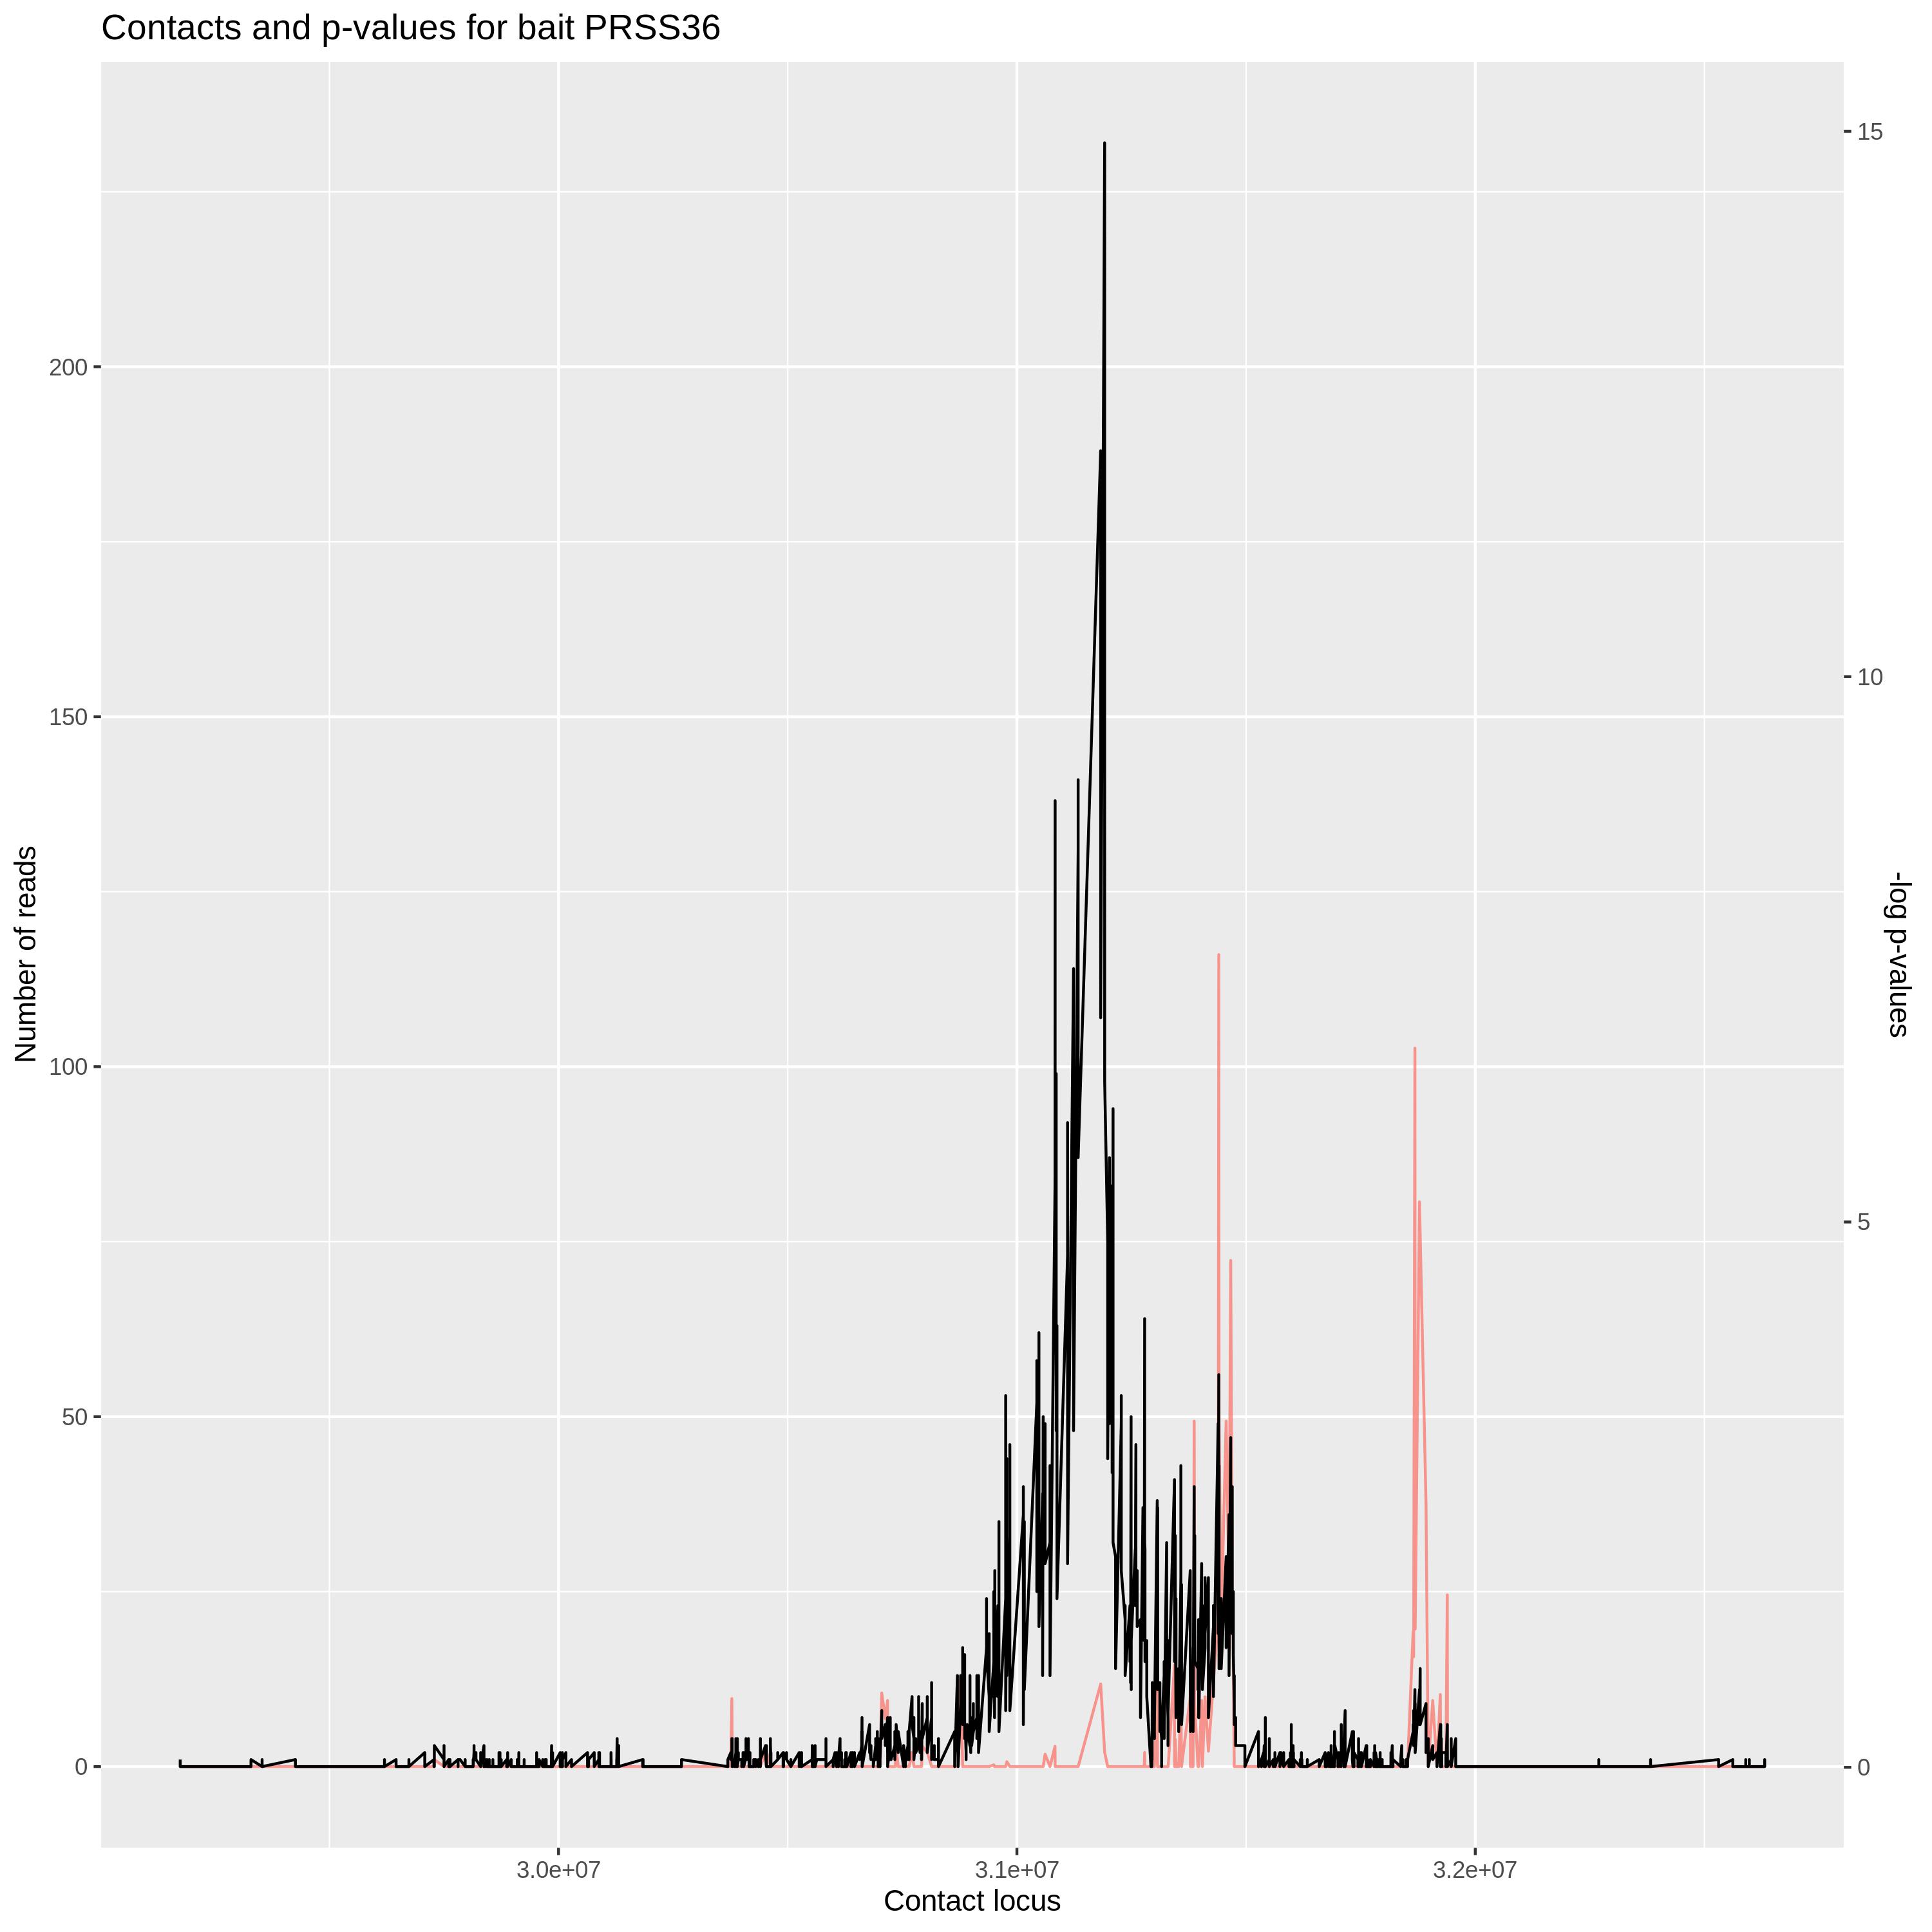 Contacts and p-values for bait PRSS36
Number of reads
200
150
100
50
0
15
10
5
0
-log p-values
3.0e+07
3.1e+07
3.2e+07
Contact locus